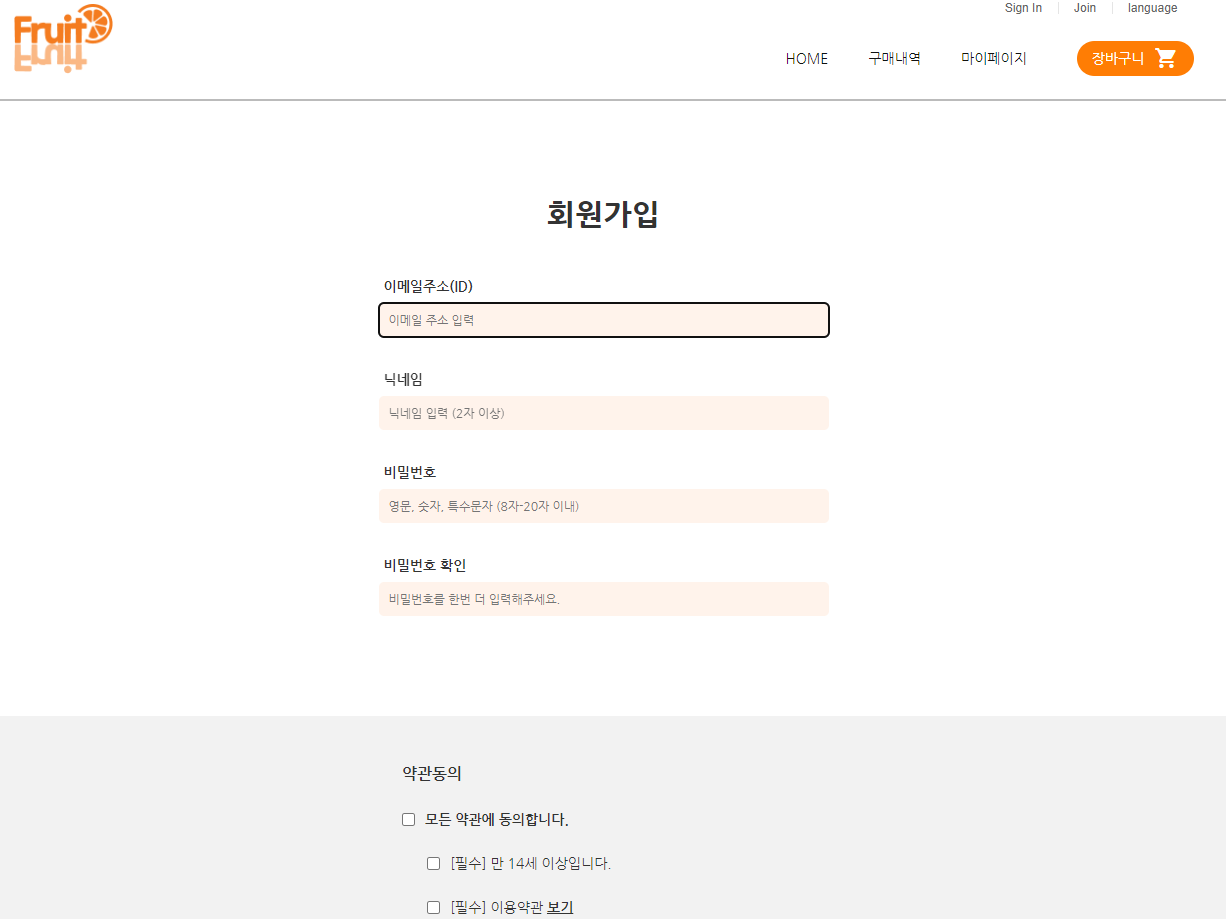 Fruit
Sign In
Join
language
HOME
구매내역
마이페이지
장바구니
회원가입
이메일주소(ID)
이메일 주소 입력
닉네임
닉네임 입력 (2자 이상)
비밀번호
영문, 숫자, 특수문자 (8자-20자 이내)
비밀번호 확인
비밀번호를 한번 더 입력해주세요.
약관동의
모든 약관에 동의합니다.
[필수] 만 14세 이상입니다.
[필수] 이용약관 보기